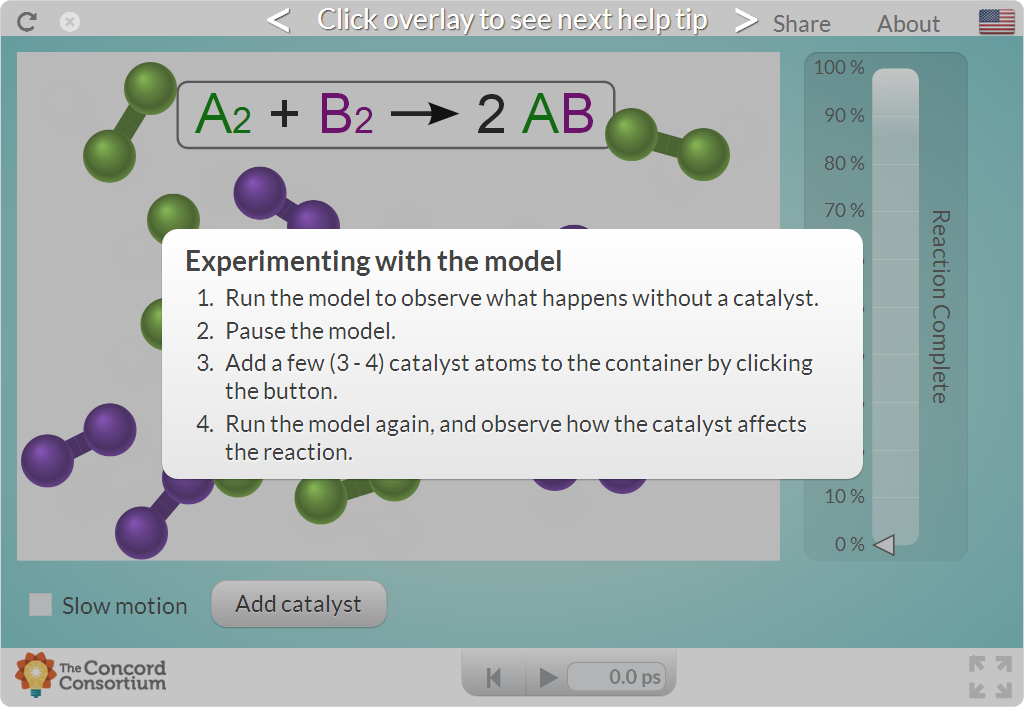 < Click overlay to see next help tip >
Share
About
A2 + B2 → 2 AB
100 %
90 %
80 %
70 %
10 %
0 %
Reaction Complete
Experimenting with the model
1. Run the model to observe what happens without a catalyst.
2. Pause the model.
3. Add a few (3 - 4) catalyst atoms to the container by clicking
the button.
4. Run the model again, and observe how the catalyst affects
the reaction.
Slow motion
Add catalyst
The Concord
Consortium
0.0 ps